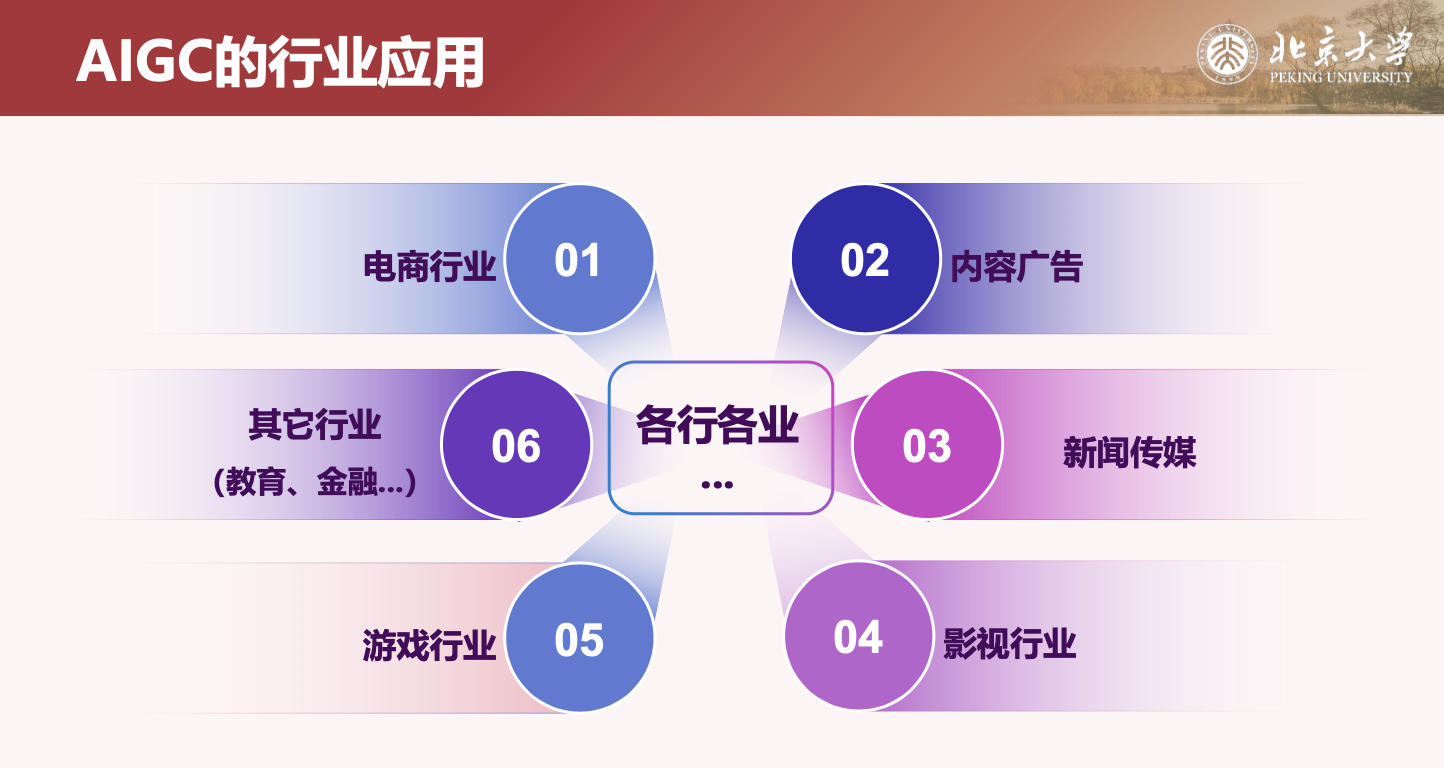 AIGC的行业应用
北京大学
PEKING UNIVERSITY
01
电商行业
02
内容广告
03
新闻传媒
04
影视行业
05
游戏行业
06
其它行业
（教育、金融...）
各行各业
...